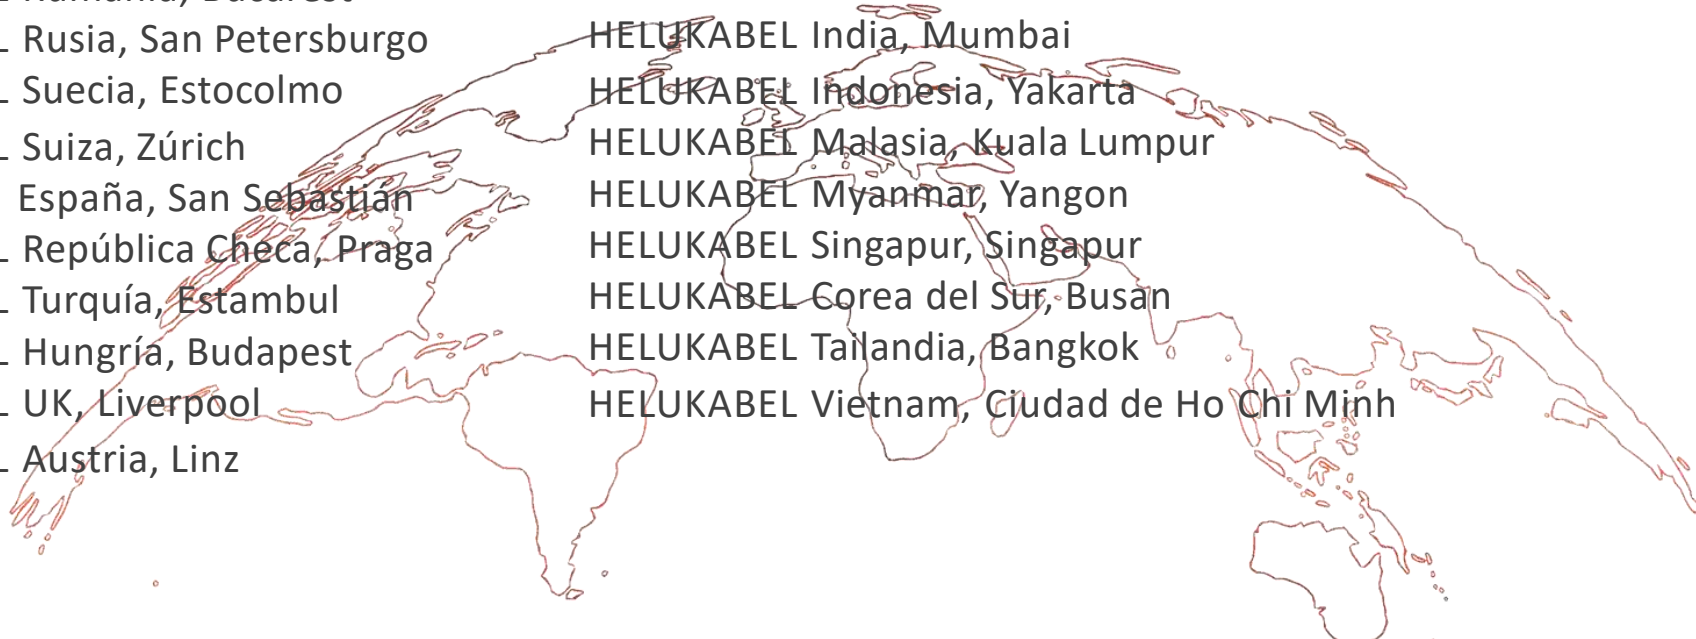 Rusia, San Petersburgo
L Suecia, Estocolmo
L Suiza, Zúrich
España, San Sebastián
L República Checa, Praga
L Turquía, Estambul
L Hungría, Budapest
L UK, Liverpool
L Austria, Linz
HELUKABEL India, Mumbai
HELUKABEL Indonesia, Yakarta
HELUKABEL Malasia, Kuala Lumpur
HELUKABEL Myanmar, Yangon
HELUKABEL Singapur, Singapur
HELUKABEL Corea del Sur, Busan
HELUKABEL Tailandia, Bangkok
HELUKABEL Vietnam, Ciudad de Ho Chi Minh